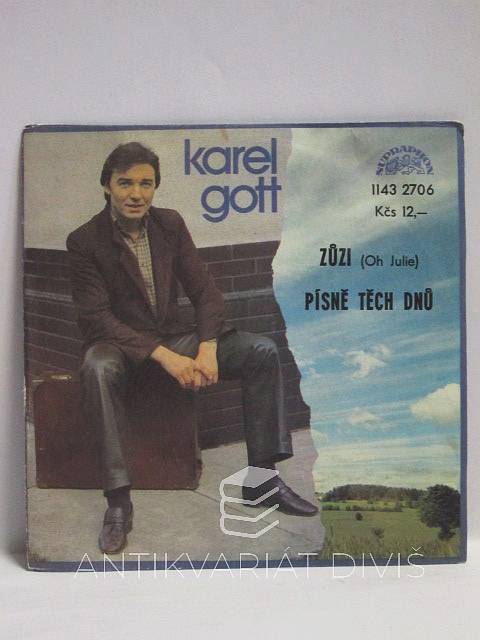 karel
gott
SUPRAPHON
1143 2706
Kčs 12,—
ZŮZI (Oh Julie)
PÍSNĚ TĚCH DNŮ
ANTIKVARIÁT DIVIŠ